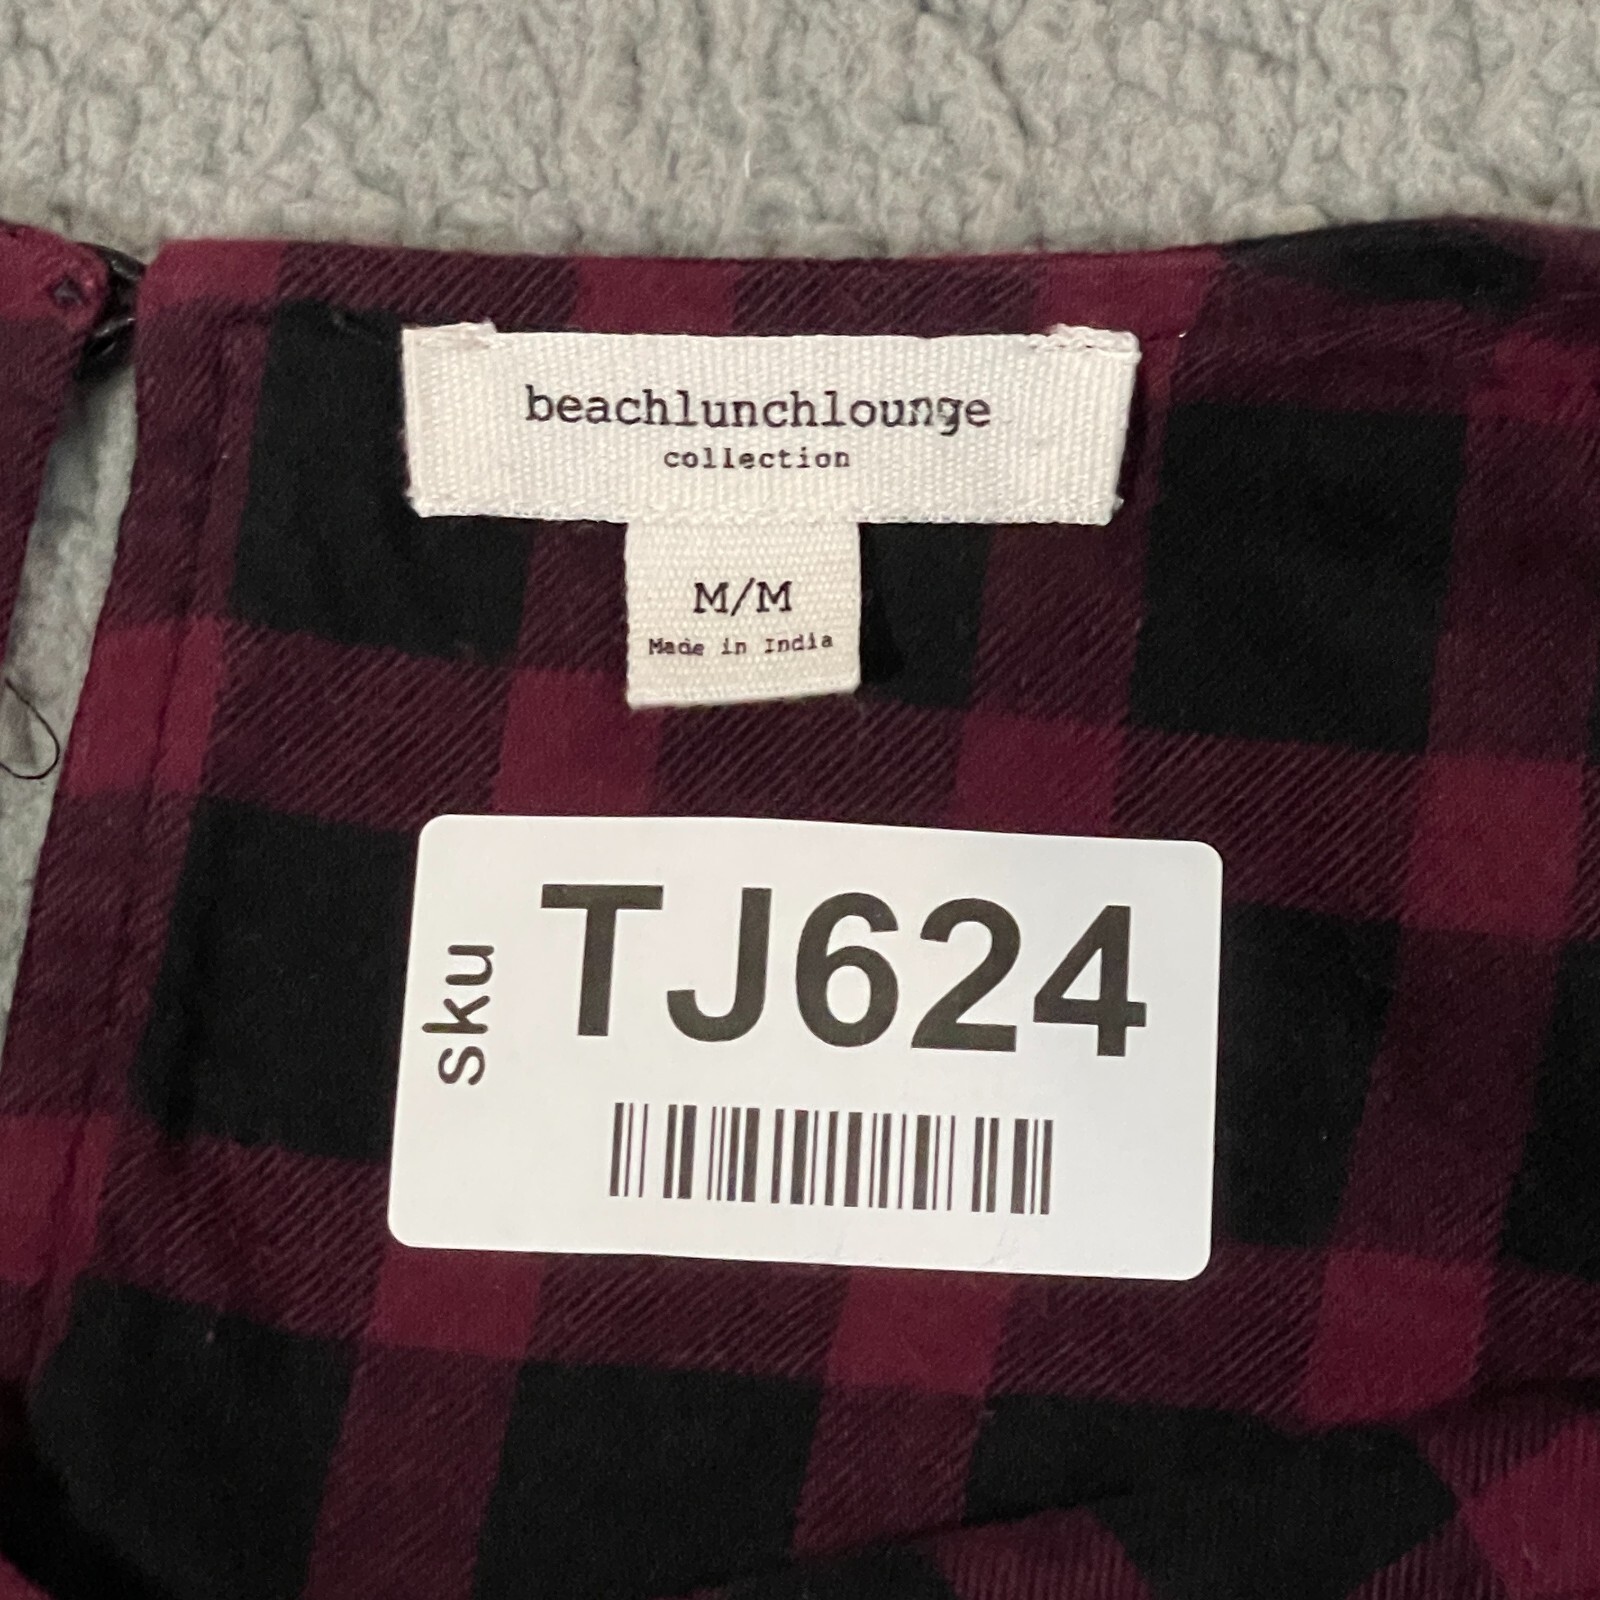 beachlunchlounge
collection
M/M
Made in India
sku
TJ624